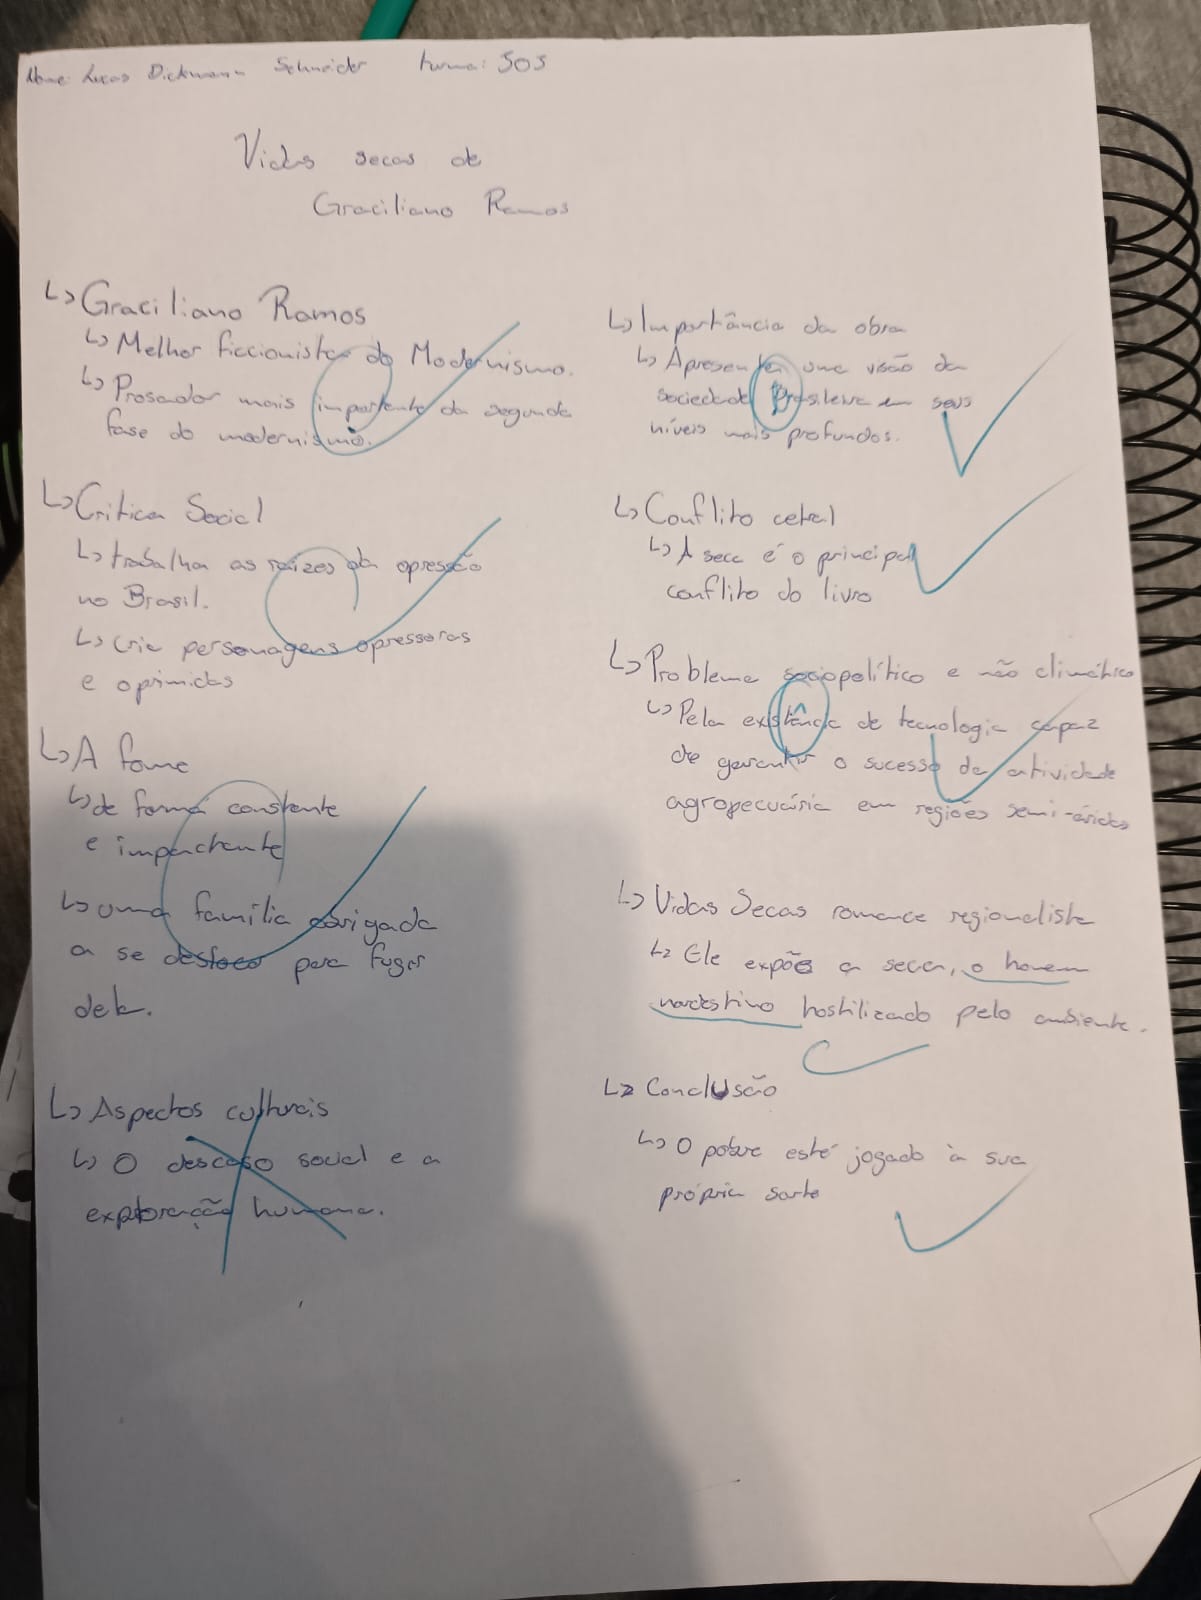 Nome: Lucas Dickmann Schneider turma: 303
Vidas secas de
Graciliano Ramos
↳ Graciliano Ramos
↳ Melhor ficcionista do Modernismo.
↳ Prosador mais importante da segunda
fase do modernismo.
↳ Critica Social
↳ trabalha as raízes da opressão
no Brasil.
↳ cria personagens opressoras
e oprimidas
↳ A fome
↳ de forma constante
e impactante
↳ uma família obrigada
a se desloca para fugir
dela.
↳ Aspectos culturais
↳ O descaso social e a
exploração humana.
↳ Importância da obra
↳ Apresenta uma visão da
sociedade Brasileira em seus
níveis mais profundos.
↳ Conflito cetral
↳ A seca é o principal
conflito do livro
↳ Problema sociopolítico e não climático
↳ Pela existência de tecnologia capaz
de garantir o sucesso da atividade
agropecuária em regiões semi-áridas
↳ Vidas Secas romance regionalista
↳ Ele expõe a seca, o homem
nordestino hostilizado pelo ambiente.
↳ Conclusão
↳ O pobre esté jogado à sua
própria sorte